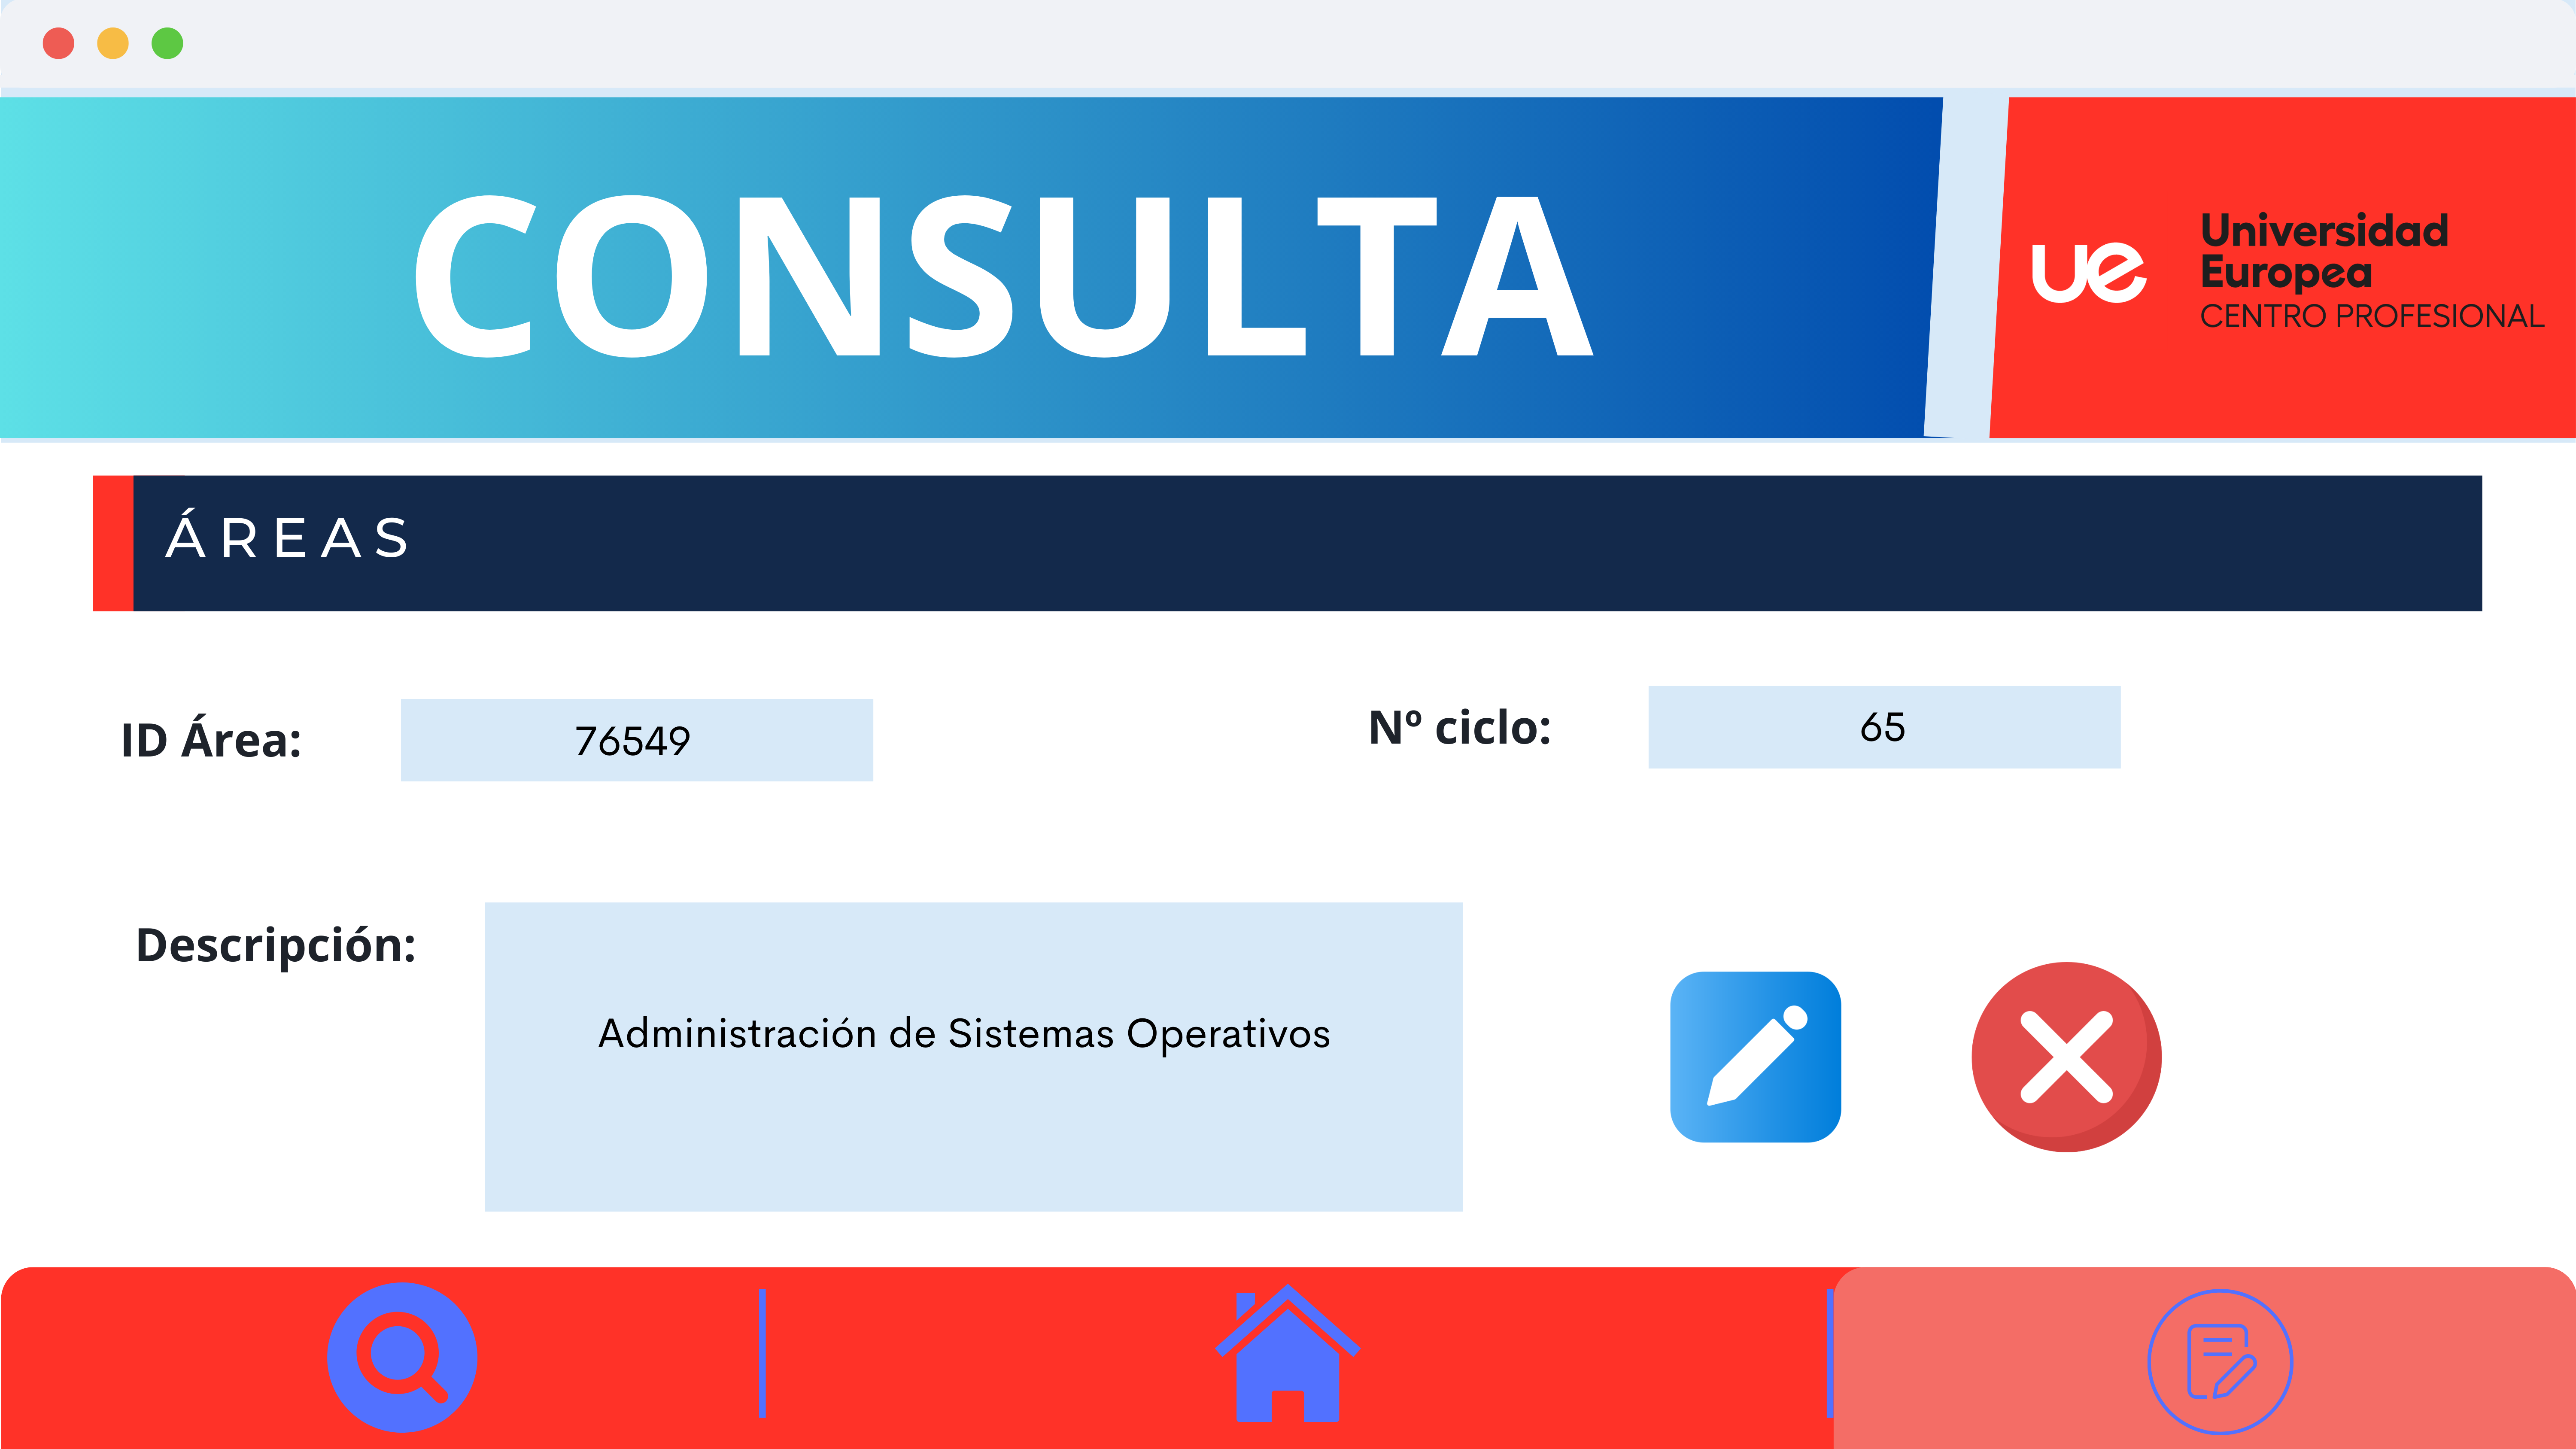 CONSULTA
ue
Universidad
Europea
CENTRO PROFESIONAL
ÁREAS
ID Área:
76549
Nº ciclo:
65
Descripción:
Administración de Sistemas Operativos